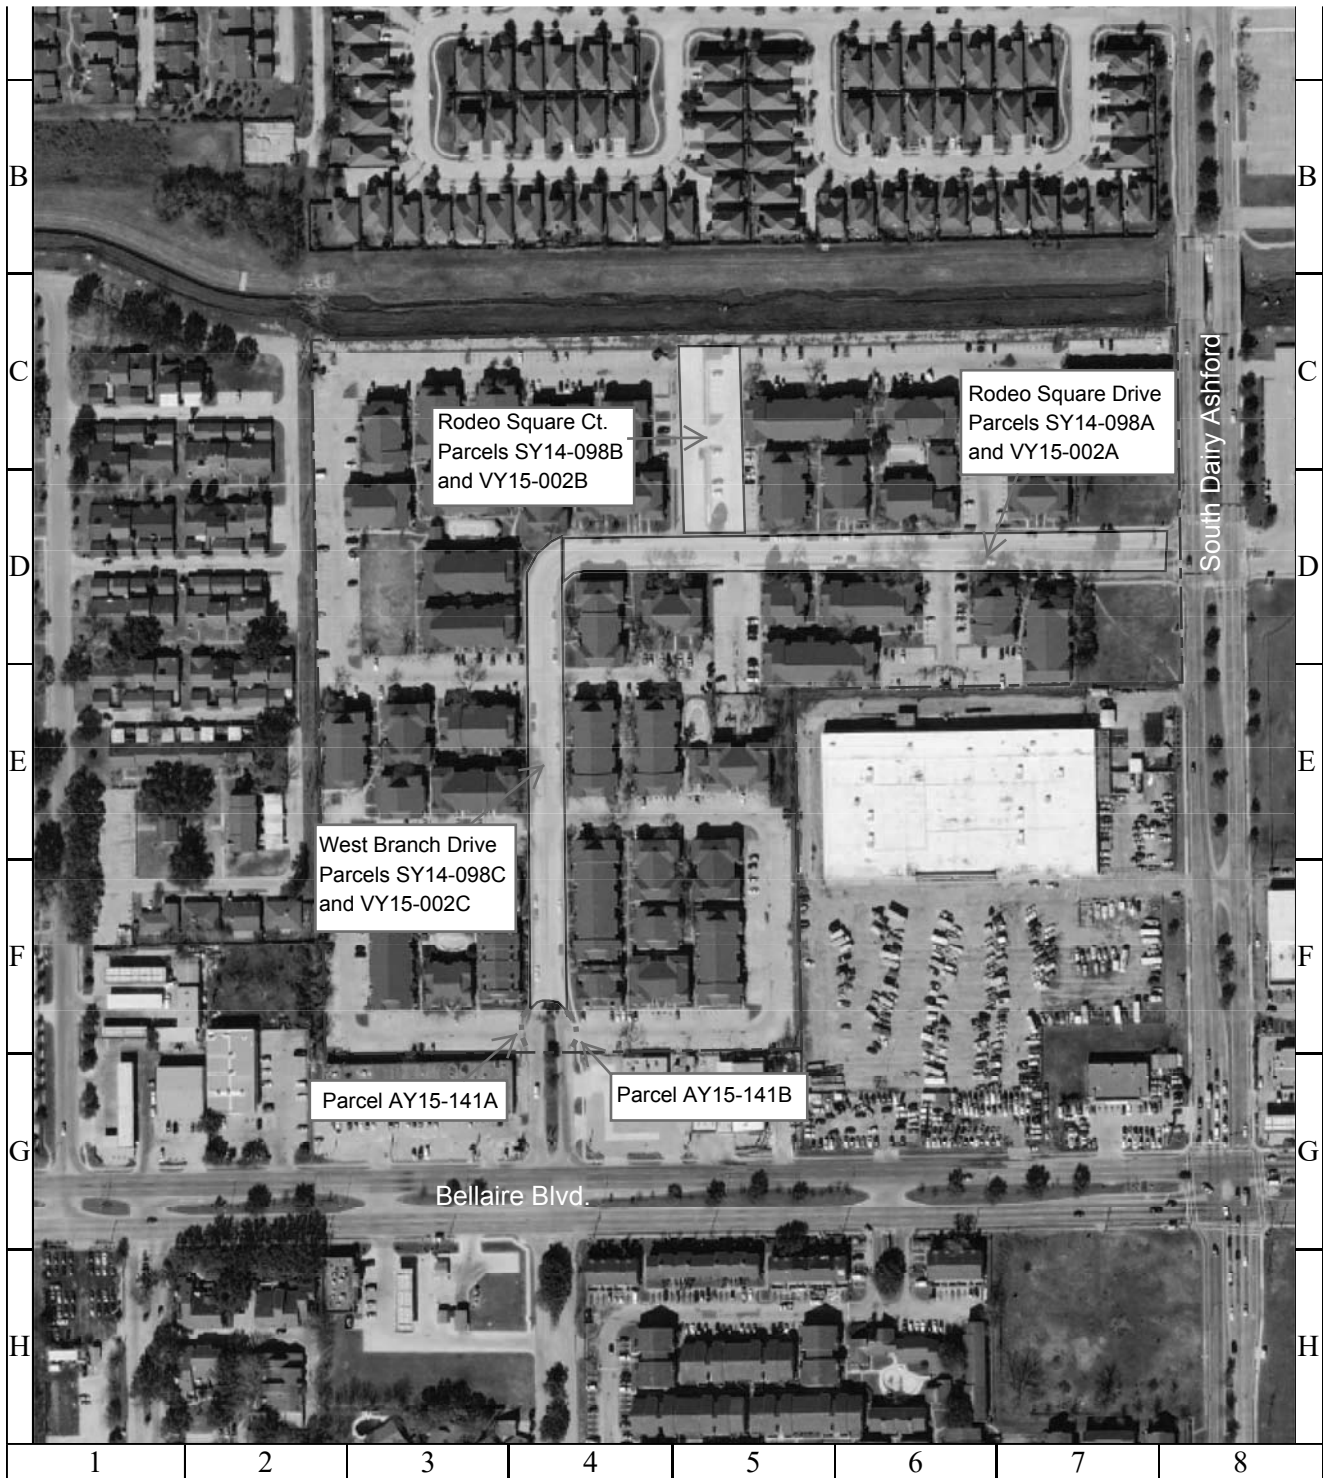 B
B
C
C
South Dairy Ashford
Rodeo Square Drive
Parcels SY14-098A
and VY15-002A
Rodeo Square Ct.
Parcels SY14-098B
and VY15-002B
D
D
E
E
West Branch Drive
Parcels SY14-098C
and VY15-002C
F
F
Parcel AY15-141A
Parcel AY15-141B
G
G
Bellaire Blvd.
H
H
1 2 3 4 5 6 7 8